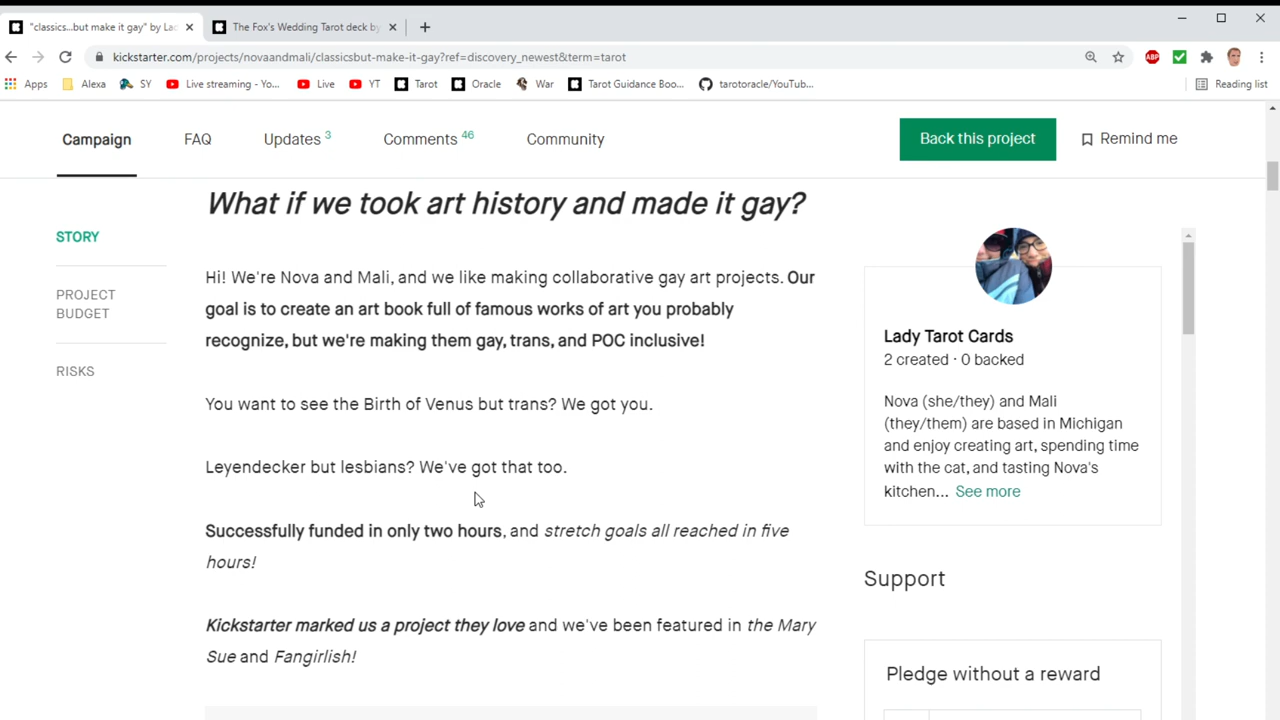 "classics...but make it gay" by Lac
The Fox's Wedding Tarot deck by
kickstarter.com/projects/novaandmali/classicsbut-make-it-gay?ref=discovery_newest&term=tarot
ABP
Apps
Alexa
SY
Live streaming - Yo...
Live
YT
Tarot
Oracle
War
Tarot Guidance Boo...
tarotoracle/YouTub...
Reading list
Campaign
FAQ
Updates 3
Comments 46
Community
Back this project
Remind me
STORY
PROJECT
BUDGET
RISKS
What if we took art history and made it gay?
Hi! We're Nova and Mali, and we like making collaborative gay art projects. Our
goal is to create an art book full of famous works of art you probably
recognize, but we're making them gay, trans, and POC inclusive!
You want to see the Birth of Venus but trans? We got you.
Leyendecker but lesbians? We've got that too.
Successfully funded in only two hours, and stretch goals all reached in five
hours!
Kickstarter marked us a project they love and we've been featured in the Mary
Sue and Fangirlish!
Lady Tarot Cards
2 created · 0 backed
Nova (she/they) and Mali
(they/them) are based in Michigan
and enjoy creating art, spending time
with the cat, and tasting Nova's
kitchen... See more
Support
Pledge without a reward